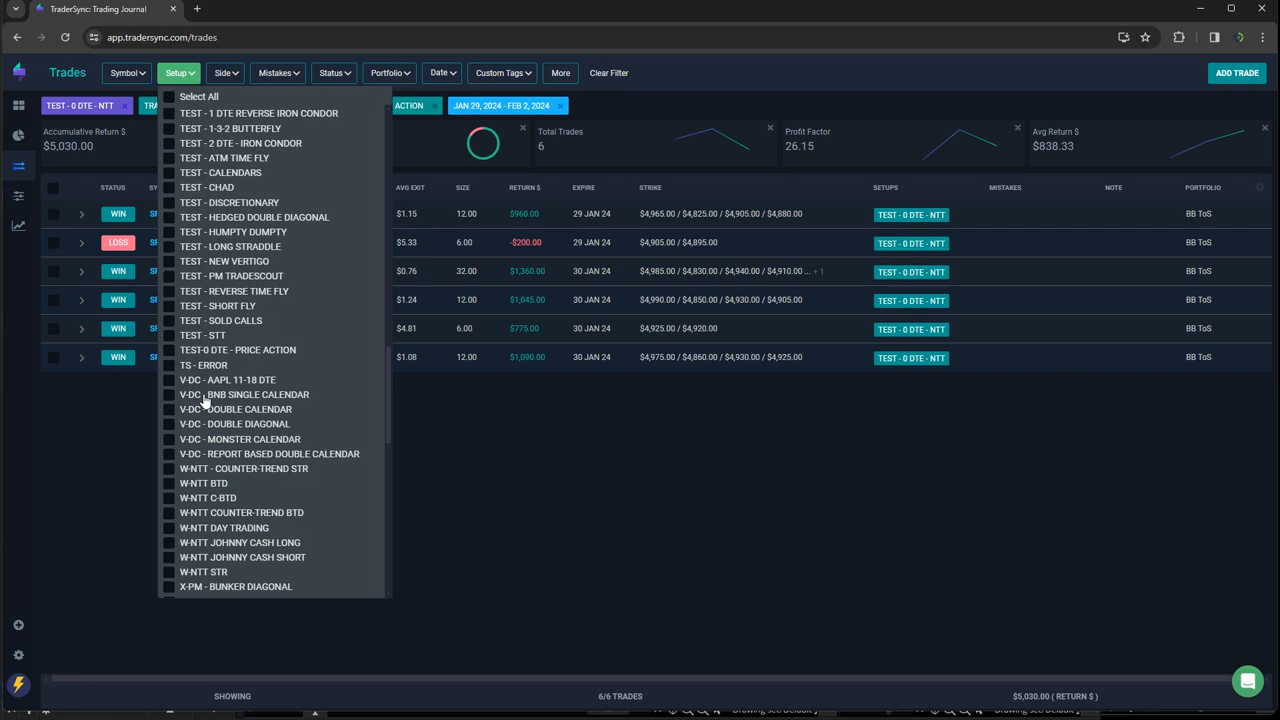 TraderSync: Trading Journal
app.tradersync.com/trades
Trades
Symbol
Setup
Side
Mistakes
Status
Portfolio
Date
Custom Tags
More
Clear Filter
ADD TRADE
TEST - 0 DTE - NTT
TRA
ACTION
JAN 29, 2024 - FEB 2, 2024
Accumulative Return $
$5,030.00
Total Trades
6
Profit Factor
26.15
Avg Return $
$838.33
Select All
TEST - 1 DTE REVERSE IRON CONDOR
TEST - 1-3-2 BUTTERFLY
TEST - 2 DTE - IRON CONDOR
TEST - ATM TIME FLY
TEST - CALENDARS
TEST - CHAD
TEST - DISCRETIONARY
TEST - HEDGED DOUBLE DIAGONAL
TEST - HUMPTY DUMPTY
TEST - LONG STRADDLE
TEST - NEW VERTIGO
TEST - PM TRADESCOUT
TEST - REVERSE TIME FLY
TEST - SHORT FLY
TEST - SOLD CALLS
TEST - STT
TEST-0 DTE - PRICE ACTION
TS - ERROR
V-DC - AAPL 11-18 DTE
V-DC - BNB SINGLE CALENDAR
V-DC - DOUBLE CALENDAR
V-DC - DOUBLE DIAGONAL
V-DC - MONSTER CALENDAR
V-DC - REPORT BASED DOUBLE CALENDAR
W-NTT - COUNTER-TREND STR
W-NTT BTD
W-NTT C-BTD
W-NTT COUNTER-TREND BTD
W-NTT DAY TRADING
W-NTT JOHNNY CASH LONG
W-NTT JOHNNY CASH SHORT
W-NTT STR
X-PM - BUNKER DIAGONAL
STATUS SY AVG EXIT SIZE RETURN $ EXPIRE STRIKE SETUPS MISTAKES NOTE PORTFOLIO
WIN SP $1.15 12.00 $960.00 29 JAN 24 $4,965.00 / $4,825.00 / $4,905.00 / $4,880.00 TEST - 0 DTE - NTT BB ToS
LOSS SP $5.33 6.00 -$200.00 29 JAN 24 $4,905.00 / $4,895.00 TEST - 0 DTE - NTT BB ToS
WIN SP $0.76 32.00 $1,360.00 30 JAN 24 $4,985.00 / $4,830.00 / $4,940.00 / $4,910.00 ... + 1 TEST - 0 DTE - NTT BB ToS
WIN SP $1.24 12.00 $1,045.00 30 JAN 24 $4,990.00 / $4,850.00 / $4,930.00 / $4,905.00 TEST - 0 DTE - NTT BB ToS
WIN SP $4.81 6.00 $775.00 30 JAN 24 $4,925.00 / $4,920.00 TEST - 0 DTE - NTT BB ToS
WIN SP $1.08 12.00 $1,090.00 30 JAN 24 $4,975.00 / $4,860.00 / $4,930.00 / $4,925.00 TEST - 0 DTE - NTT BB ToS
SHOWING 6/6 TRADES $5,030.00 ( RETURN $ )
Drawing set: Default
Drawing set: Default